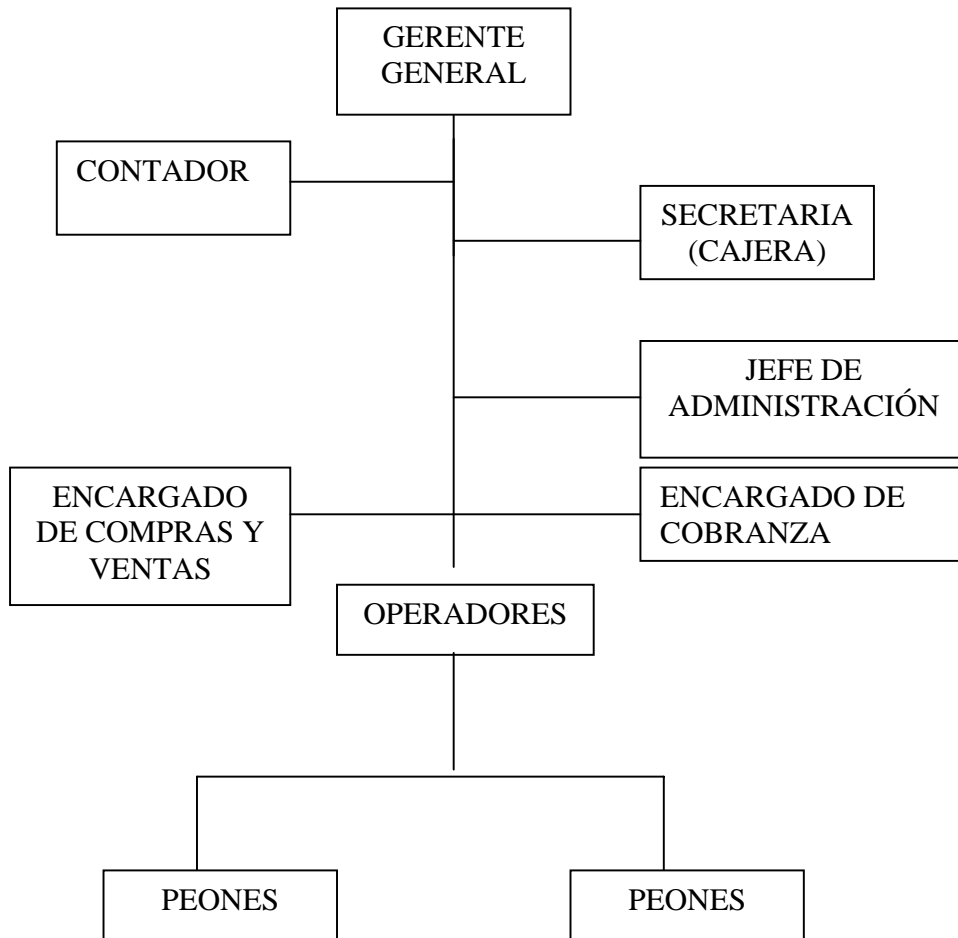 GERENTE
GENERAL
CONTADOR
SECRETARIA
(CAJERA)
JEFE DE
ADMINISTRACIÓN
ENCARGADO
DE COMPRAS Y
VENTAS
ENCARGADO DE
COBRANZA
OPERADORES
PEONES
PEONES